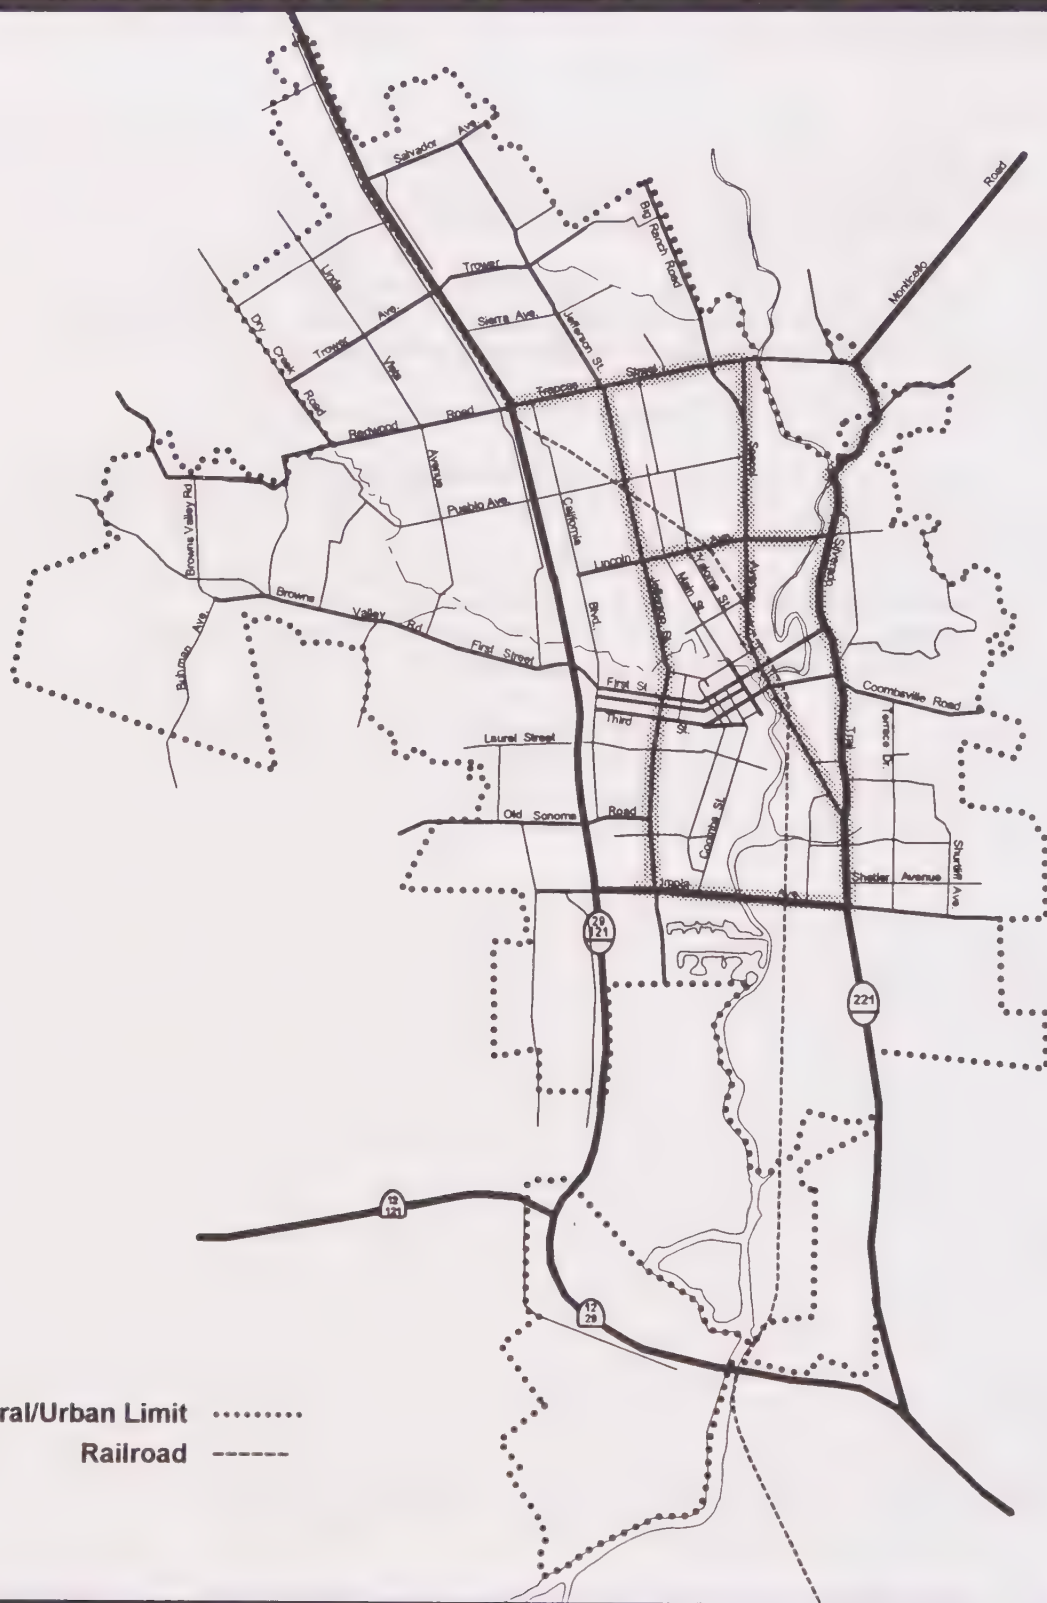 Salvador Ave.
Big Ranch Road
Monticello Road
Trower
Linda
Sierra Ave.
Jefferson St.
Trower Ave.
Dry Creek Road
Vista
Trancas Street
Redwood Road
Avenue
Browns Valley Rd
Pueblo Ave.
California
Lincoln Ave.
Main St.
Silverado
Browns Valley Rd
Blvd.
Jefferson St.
Buhman Ave.
First Street
First St
Coombsville Road
Third St.
Laurel Street
Trail
Terrace Dr.
Old Sonoma Road
Coombs St.
Shurtleff Ave
Shetler Avenue
Imola Ave.
29
121
221
12
121
12
29
ral/Urban Limit
Railroad